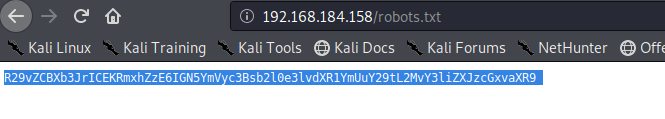 192.168.184.158/robots.txt
Kali Linux Kali Training Kali Tools Kali Docs Kali Forums NetHunter Offe
R29vZCBXb3JrICEKRmxhZzE6IGN5YmVyc3Bsb2l0e3lvdXR1YmUuY29tL2MvY3liZXJzcGxvaXR9